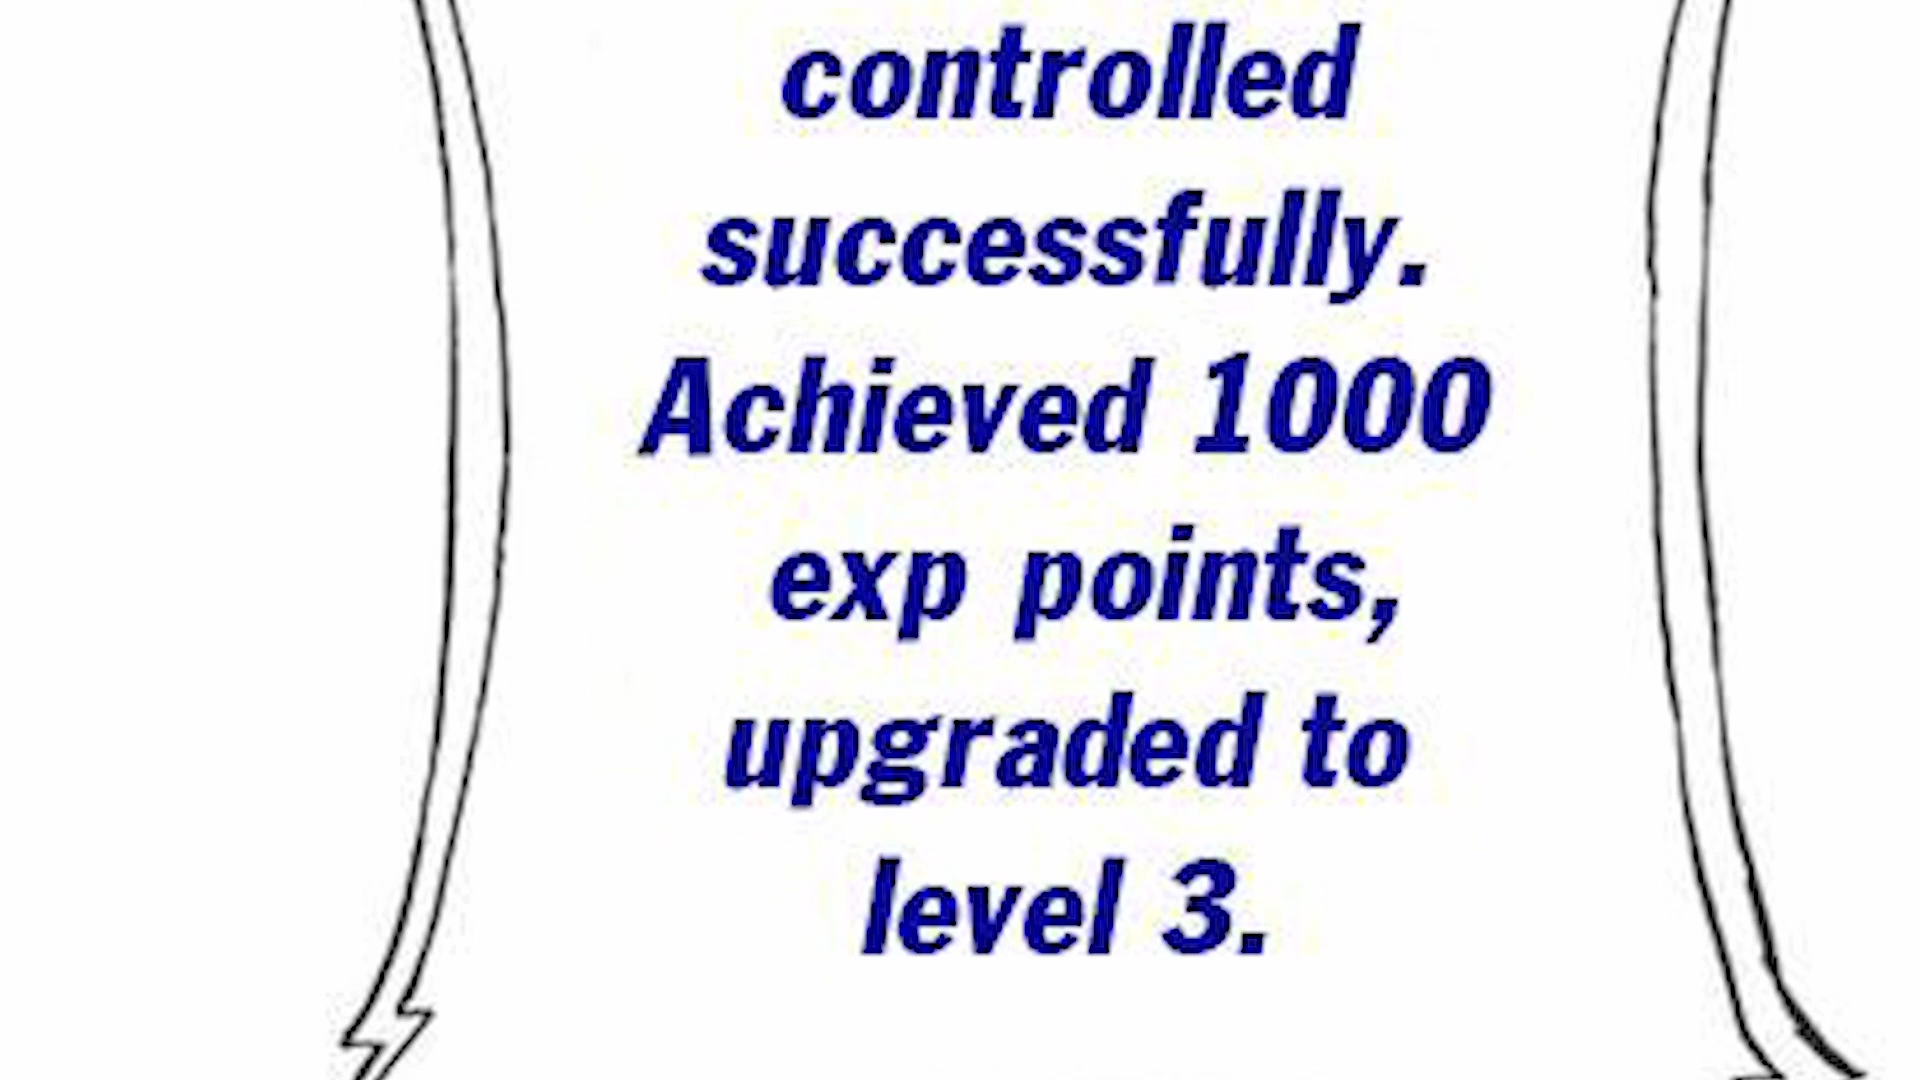 controlled
successfully.
Achieved 1000
exp points,
upgraded to
level 3.